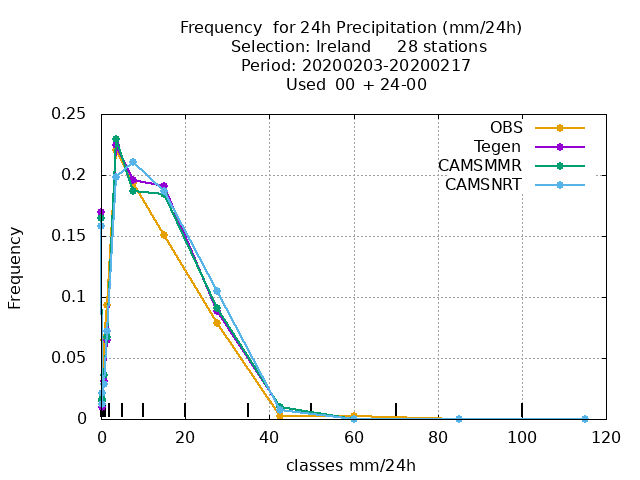 Frequency  for 24h Precipitation (mm/24h)
Selection: Ireland     28 stations
Period: 20200203-20200217
Used  00 + 24-00
OBS
Tegen
CAMSMMR
CAMSNRT
0.25
0.2
0.15
0.1
0.05
0
Frequency
0 20 40 60 80 100 120
classes mm/24h